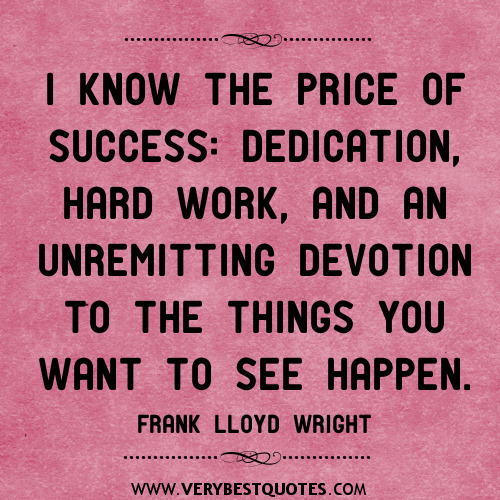 I KNOW THE PRICE OF
SUCCESS: DEDICATION,
HARD WORK, AND AN
UNREMITTING DEVOTION
TO THE THINGS YOU
WANT TO SEE HAPPEN.
FRANK LLOYD WRIGHT
WWW.VERYBESTQUOTES.COM